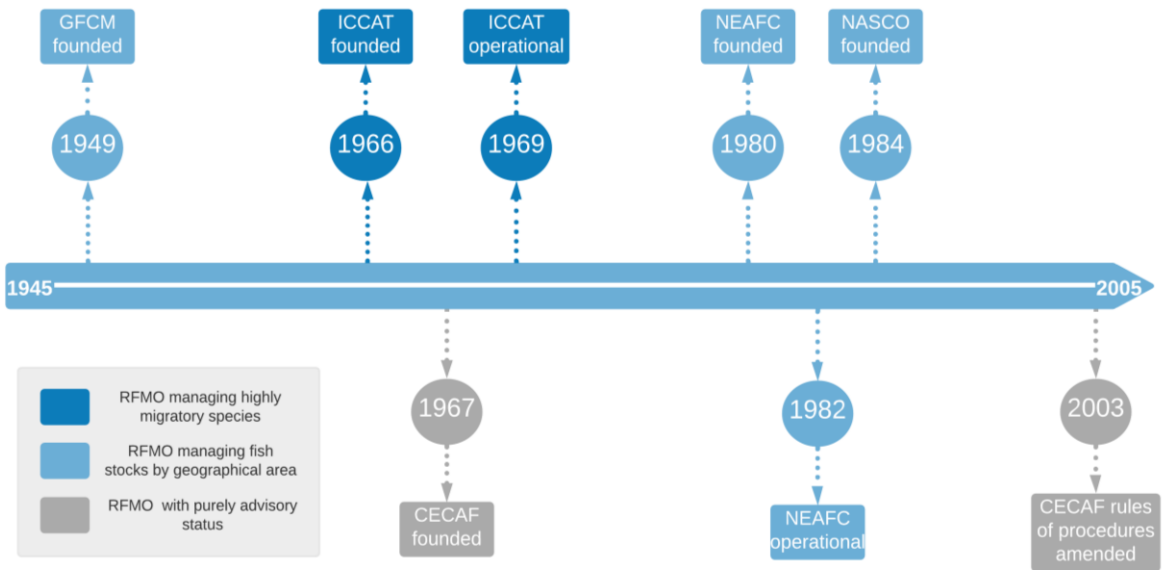 GFCM
founded
ICCAT
founded
ICCAT
operational
NEAFC
founded
NASCO
founded
1949
1966
1969
1980
1984
1945
2005
1967
1982
2003
CECAF
founded
NEAFC
operational
CECAF rules
of procedures
amended
RFMO managing highly
migratory species
RFMO managing fish
stocks by geographical area
RFMO with purely advisory
status